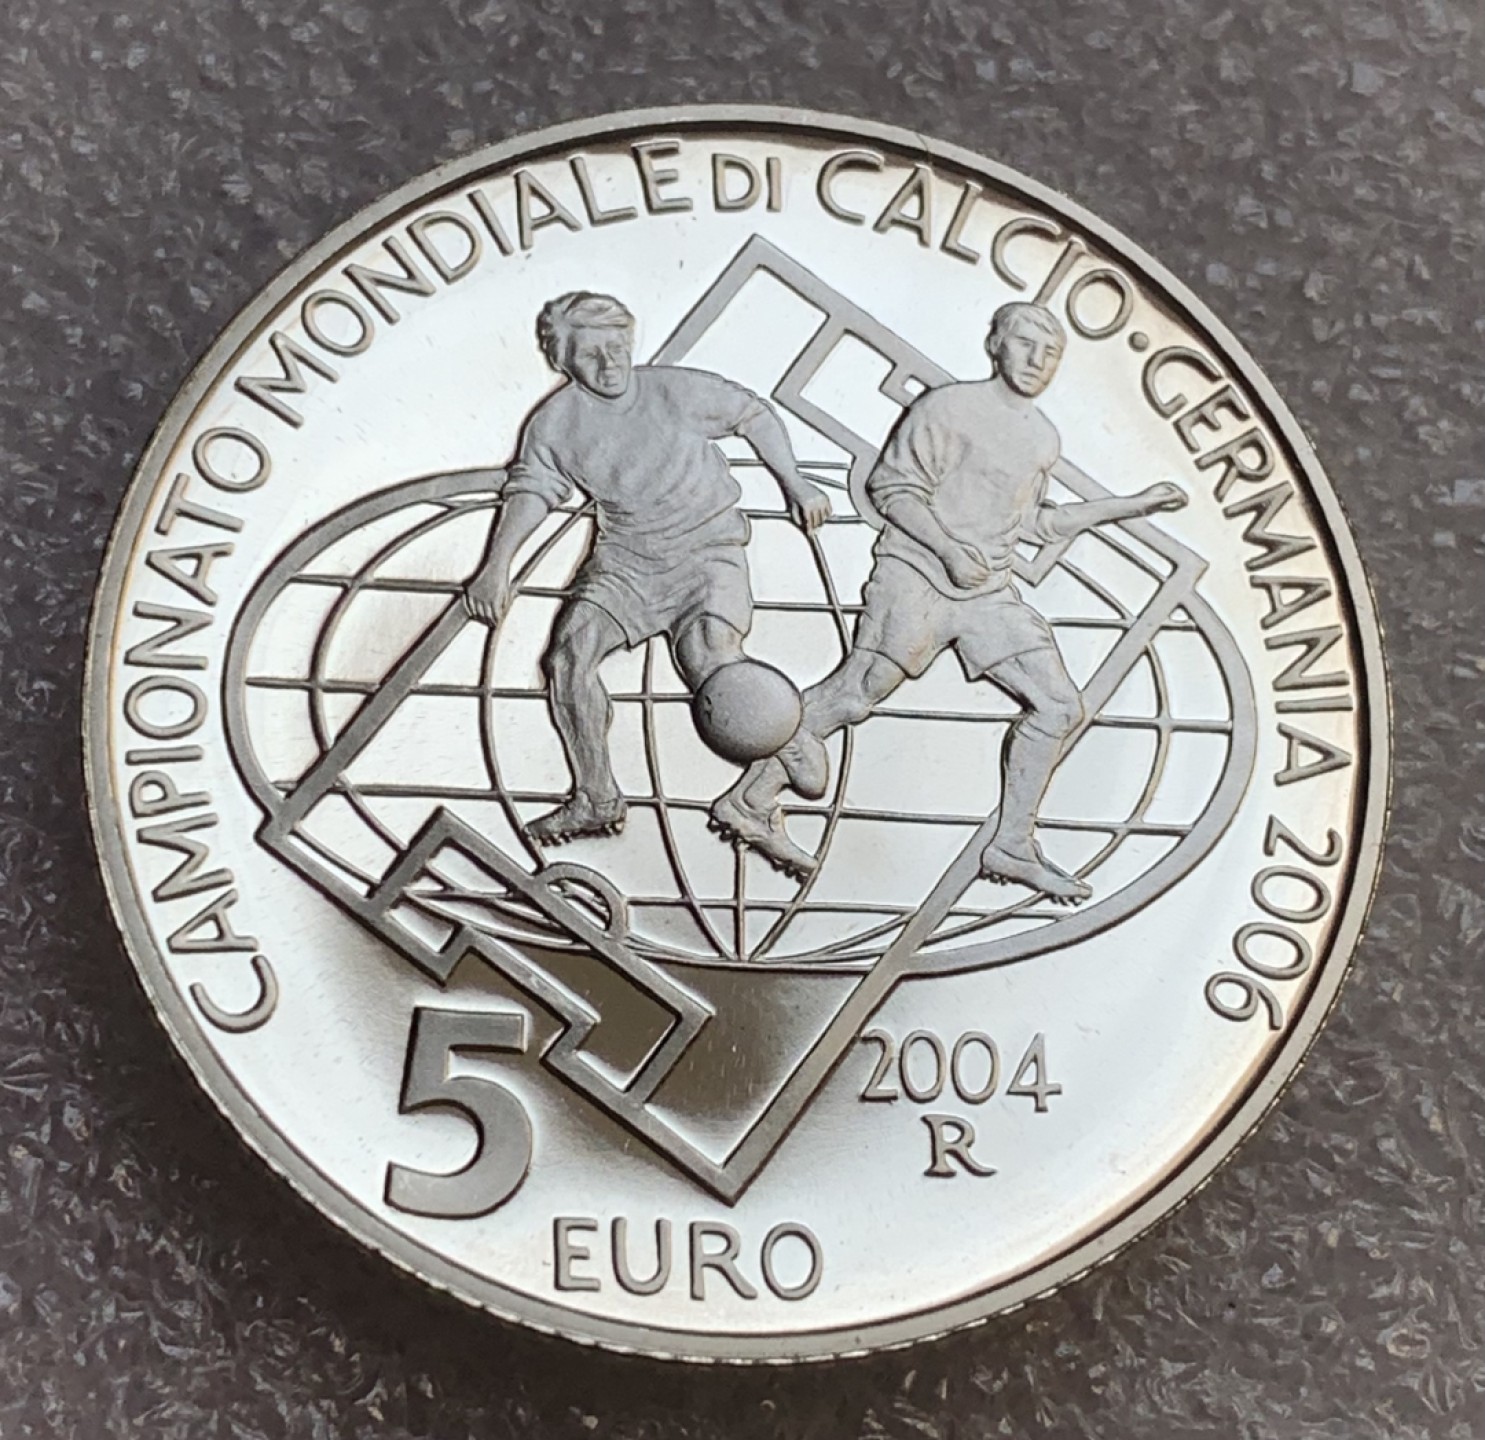 CAMPIONATO MONDIALE DI CALCIO·GERMANIA 2006
5
EURO
2004
R